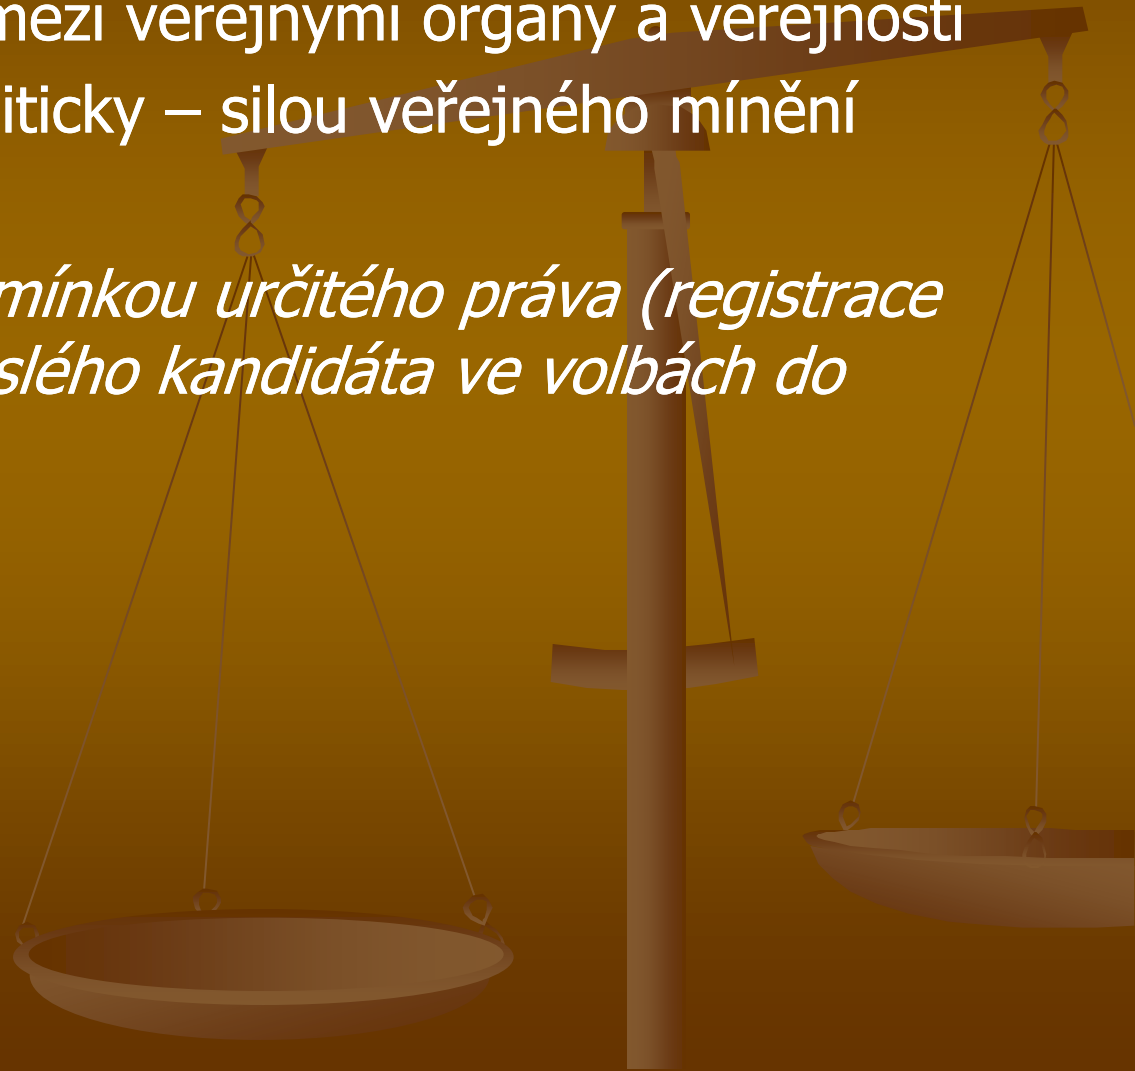 mezi veřejnými orgány a veřejností
iticky – silou veřejného mínění
mínkou určitého práva (registrace
slého kandidáta ve volbách do